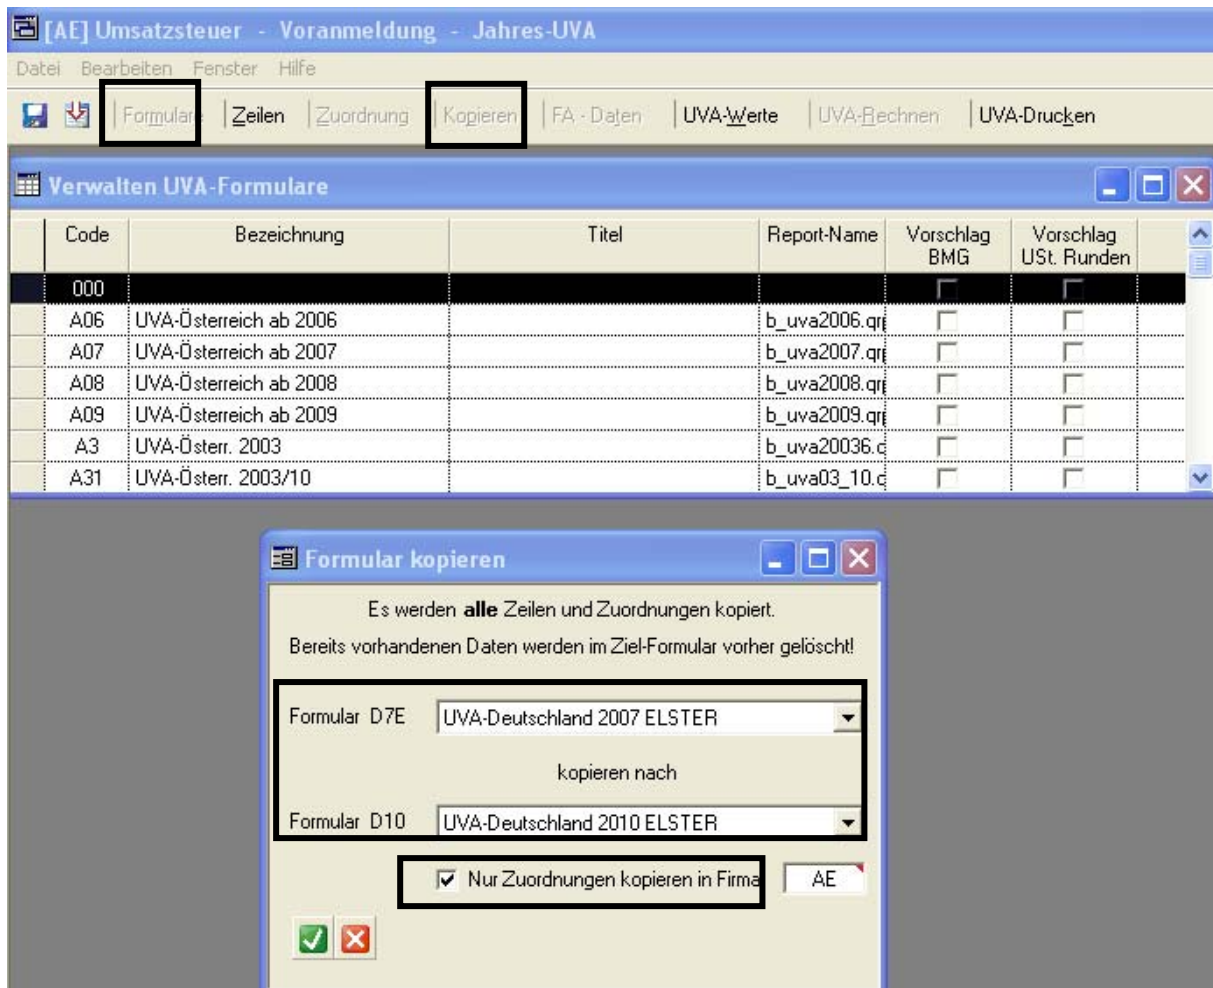 [AE] Umsatzsteuer - Voranmeldung - Jahres-UVA
Datei Bearbeiten Fenster Hilfe
Formulare Zeilen Zuordnung Kopieren FA - Daten UVA-Werte UVA-Rechnen UVA-Drucken
Verwalten UVA-Formulare
Code Bezeichnung Titel Report-Name Vorschlag BMG Vorschlag USt. Runden
000
A06 UVA-Österreich ab 2006 b_uva2006.qrp
A07 UVA-Österreich ab 2007 b_uva2007.qrp
A08 UVA-Österreich ab 2008 b_uva2008.qrp
A09 UVA-Österreich ab 2009 b_uva2009.qrp
A3 UVA-Österr. 2003 b_uva20036.q
A31 UVA-Österr. 2003/10 b_uva03_10.q
Formular kopieren
Es werden alle Zeilen und Zuordnungen kopiert.
Bereits vorhandenen Daten werden im Ziel-Formular vorher gelöscht!
Formular D7E UVA-Deutschland 2007 ELSTER
kopieren nach
Formular D10 UVA-Deutschland 2010 ELSTER
Nur Zuordnungen kopieren in Firma AE